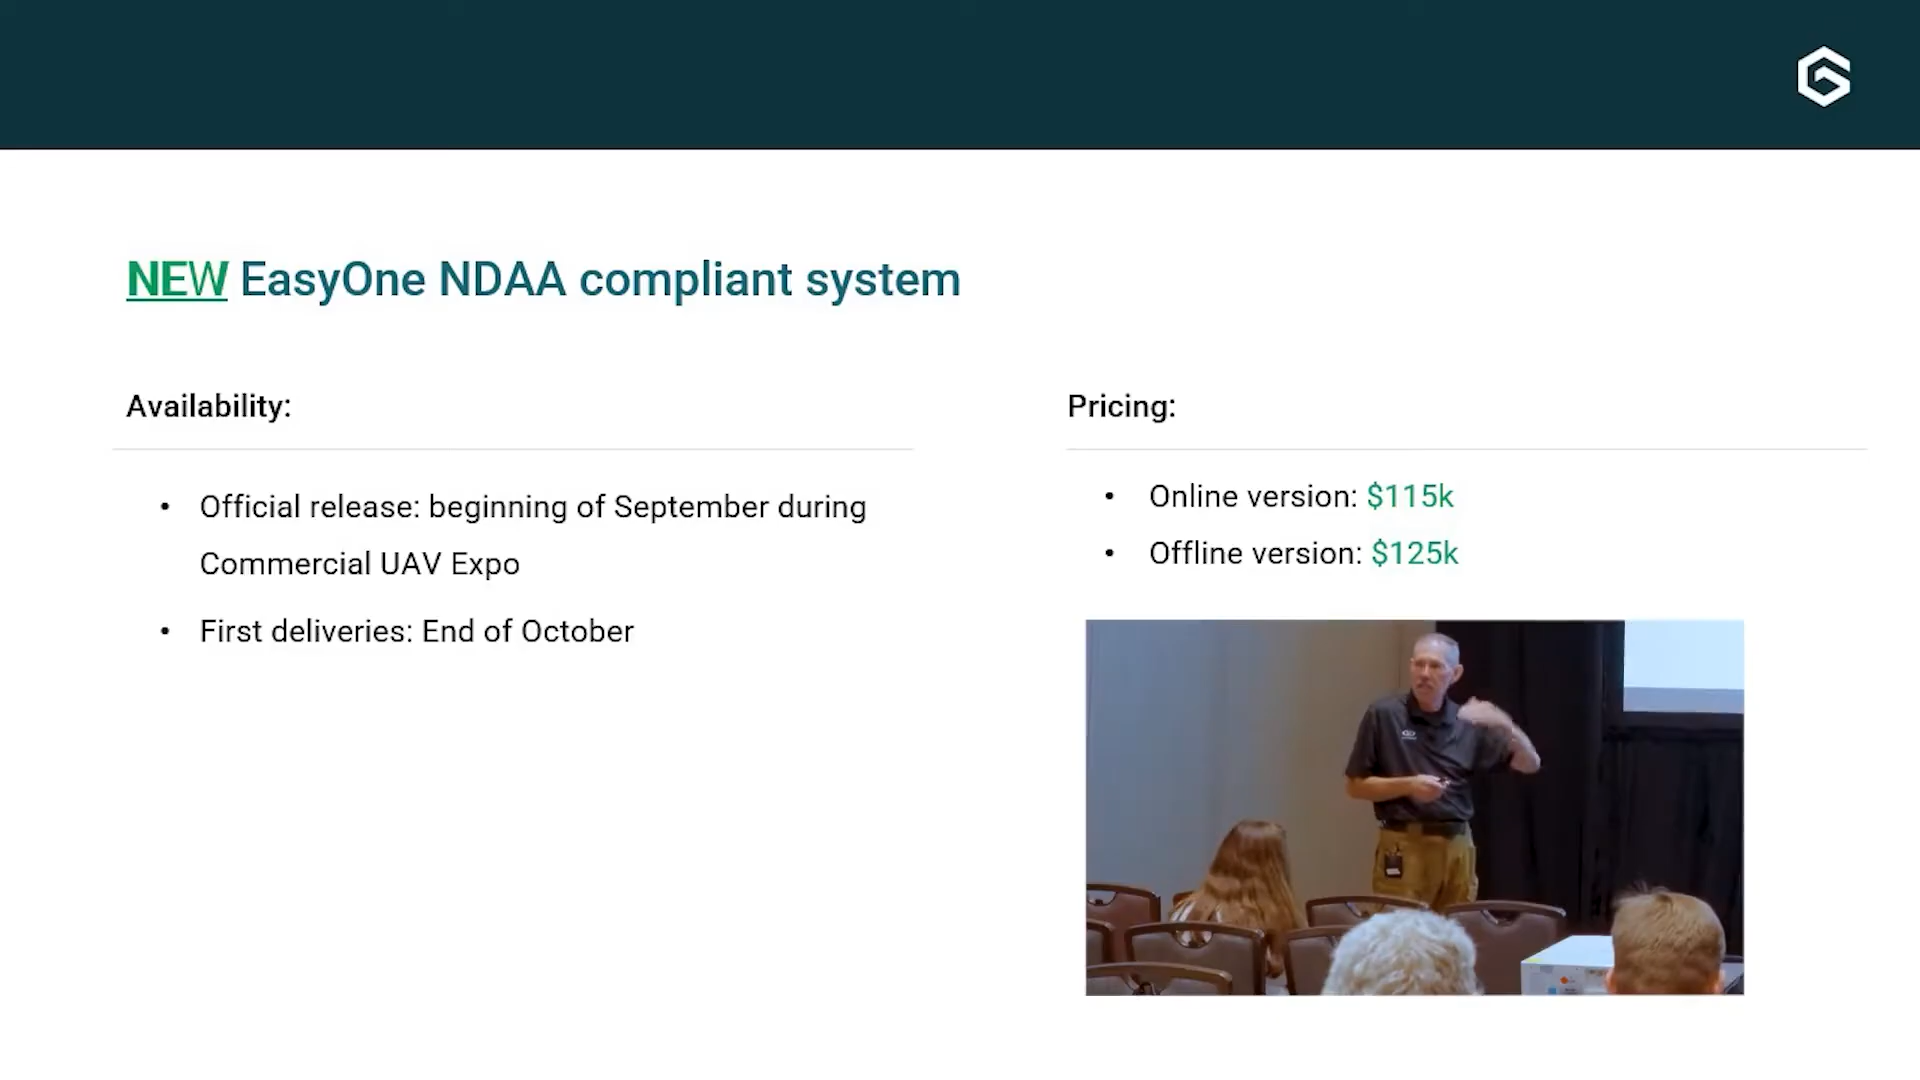 NEW EasyOne NDAA compliant system
Availability:
• Official release: beginning of September during
Commercial UAV Expo
• First deliveries: End of October
Pricing:
• Online version: $115k
• Offline version: $125k